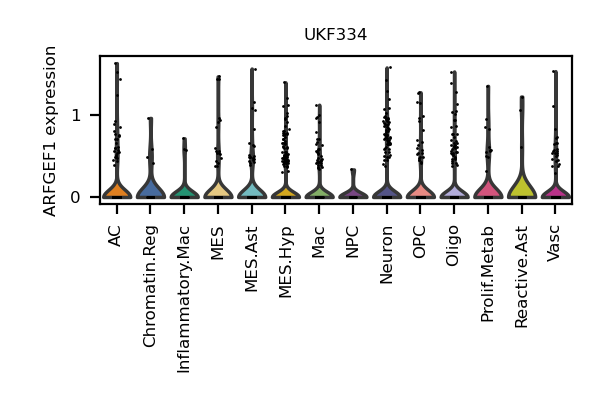 UKF334
ARFGEF1 expression
1
0
AC
Chromatin.Reg
Inflammatory.Mac
MES
MES.Ast
MES.Hyp
Mac
NPC
Neuron
OPC
Oligo
Prolif.Metab
Reactive.Ast
Vasc